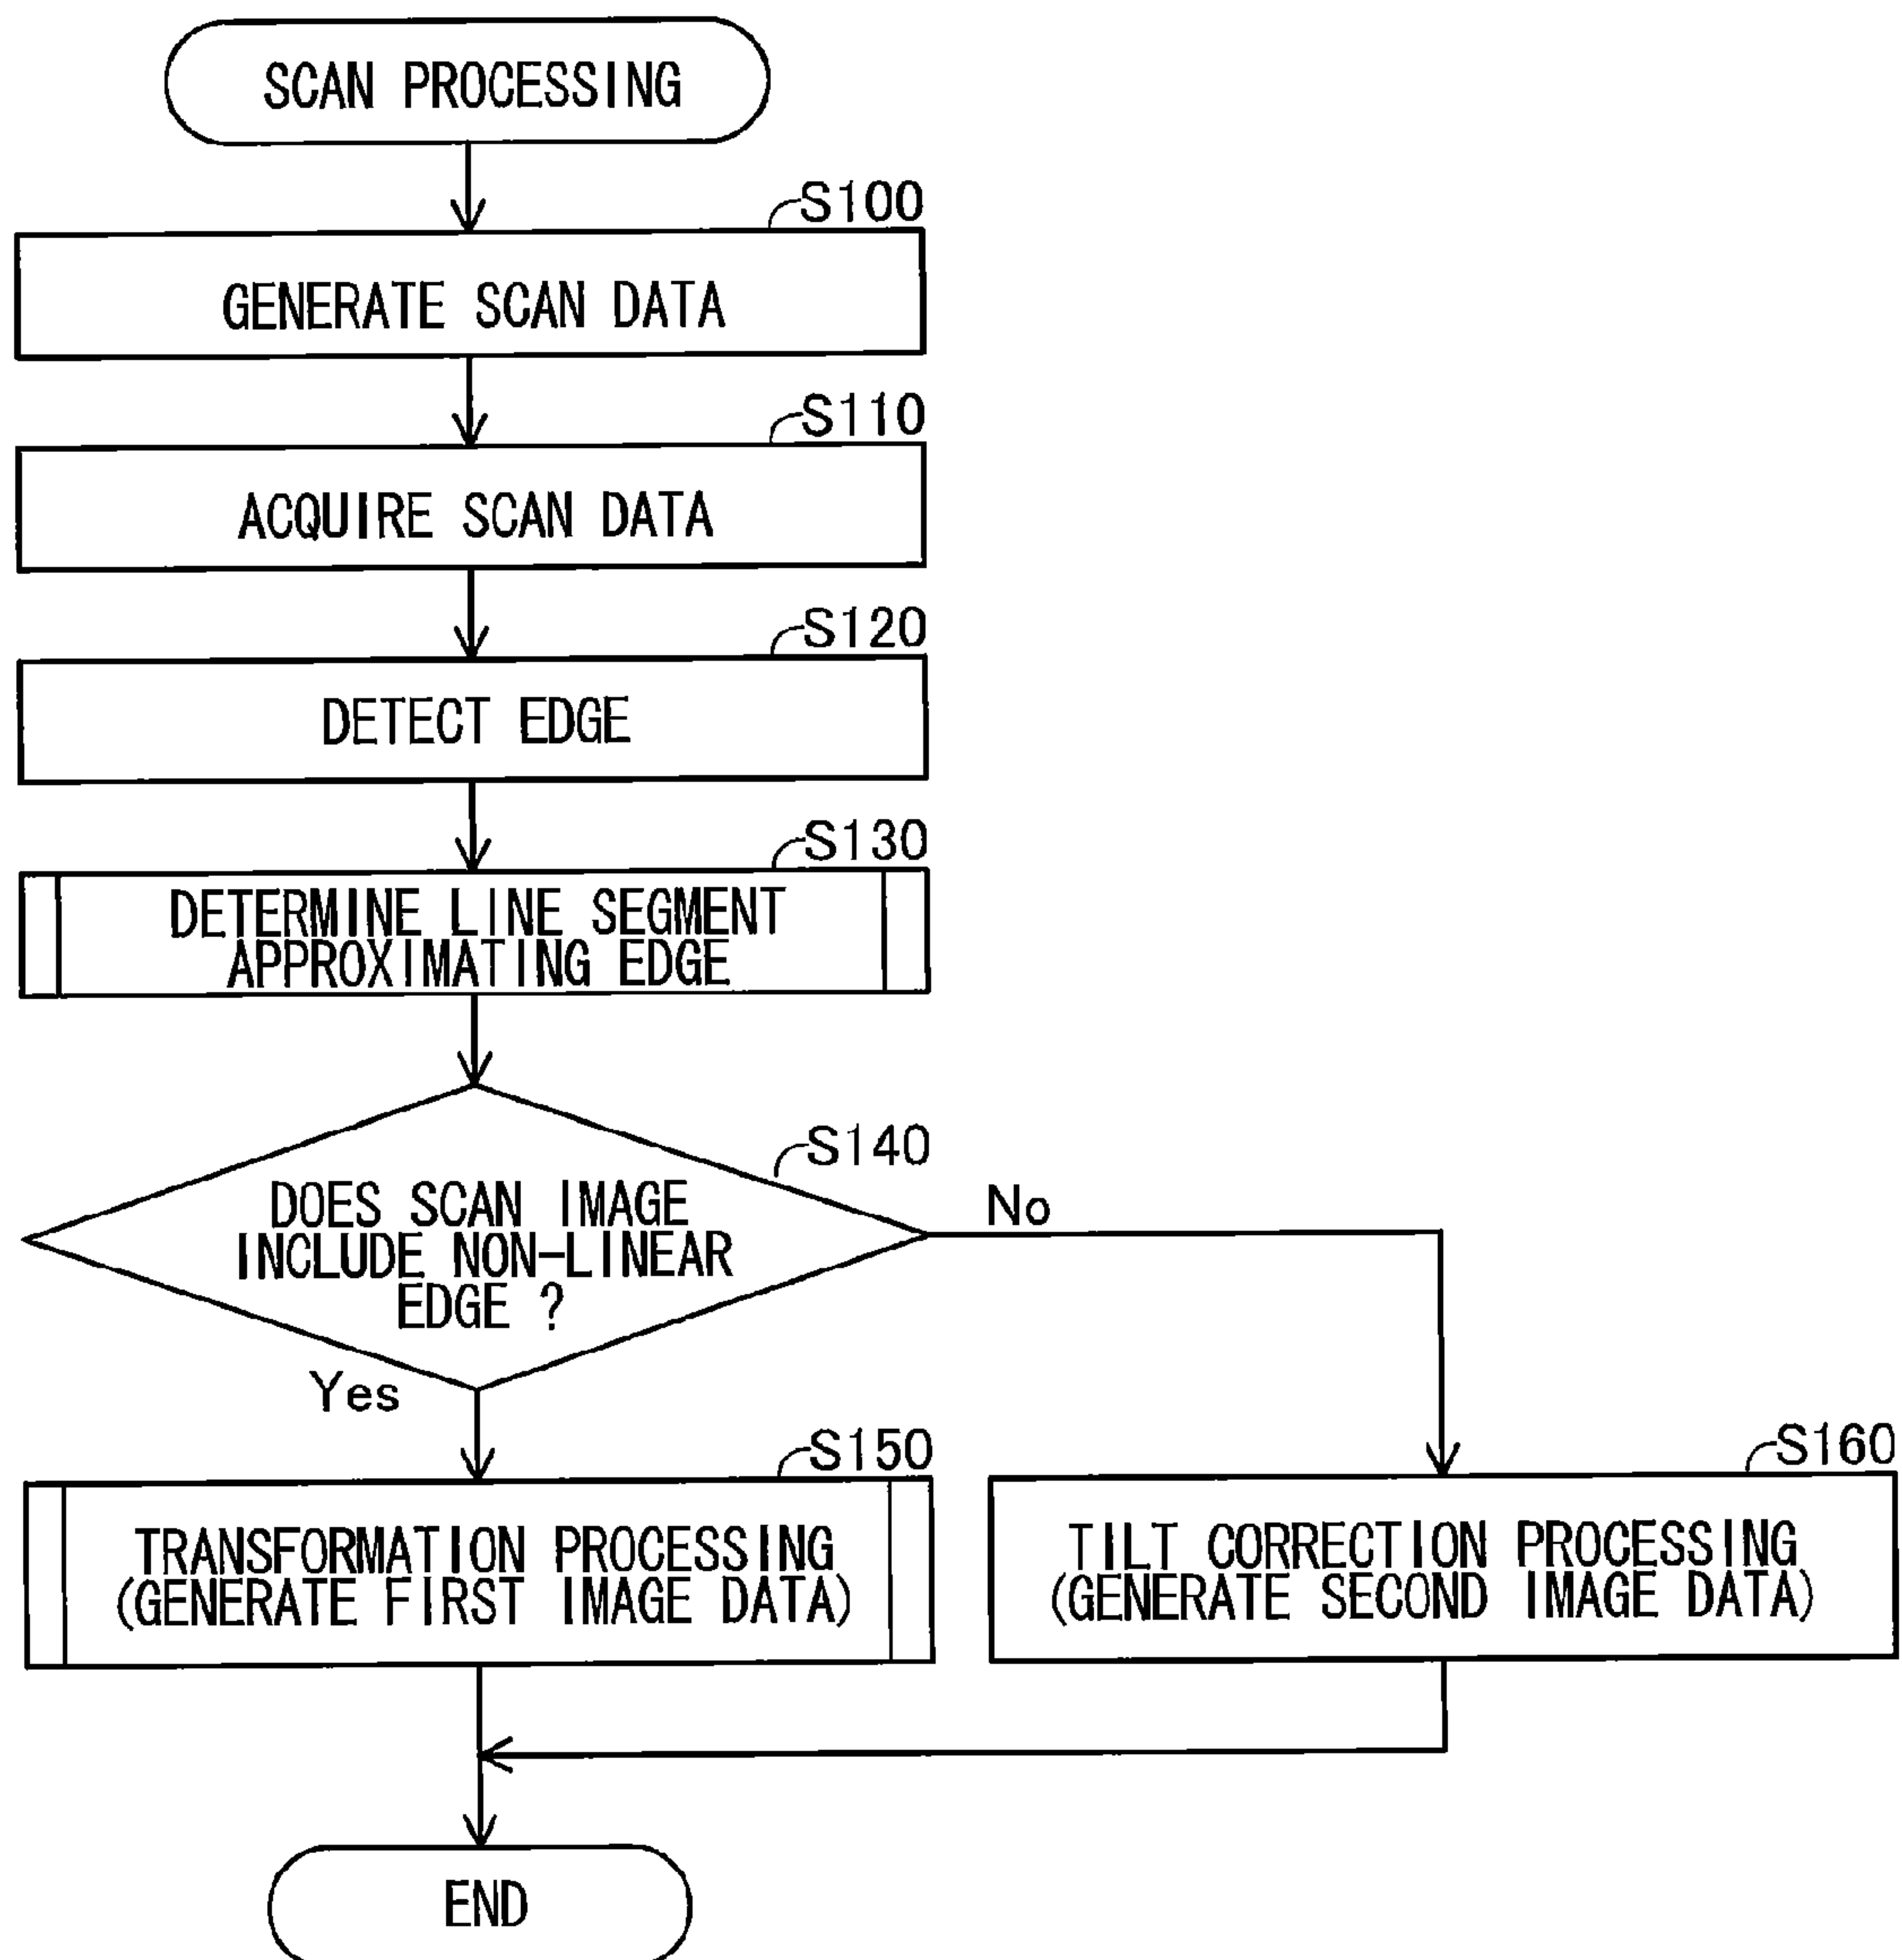 SCAN PROCESSING
S100
GENERATE SCAN DATA
S110
ACQUIRE SCAN DATA
S120
DETECT EDGE
S130
DETERMINE LINE SEGMENT
APPROXIMATING EDGE
S140
DOES SCAN IMAGE
INCLUDE NON-LINEAR
EDGE ?
No
Yes
S150
TRANSFORMATION PROCESSING
(GENERATE FIRST IMAGE DATA)
S160
TILT CORRECTION PROCESSING
(GENERATE SECOND IMAGE DATA)
END